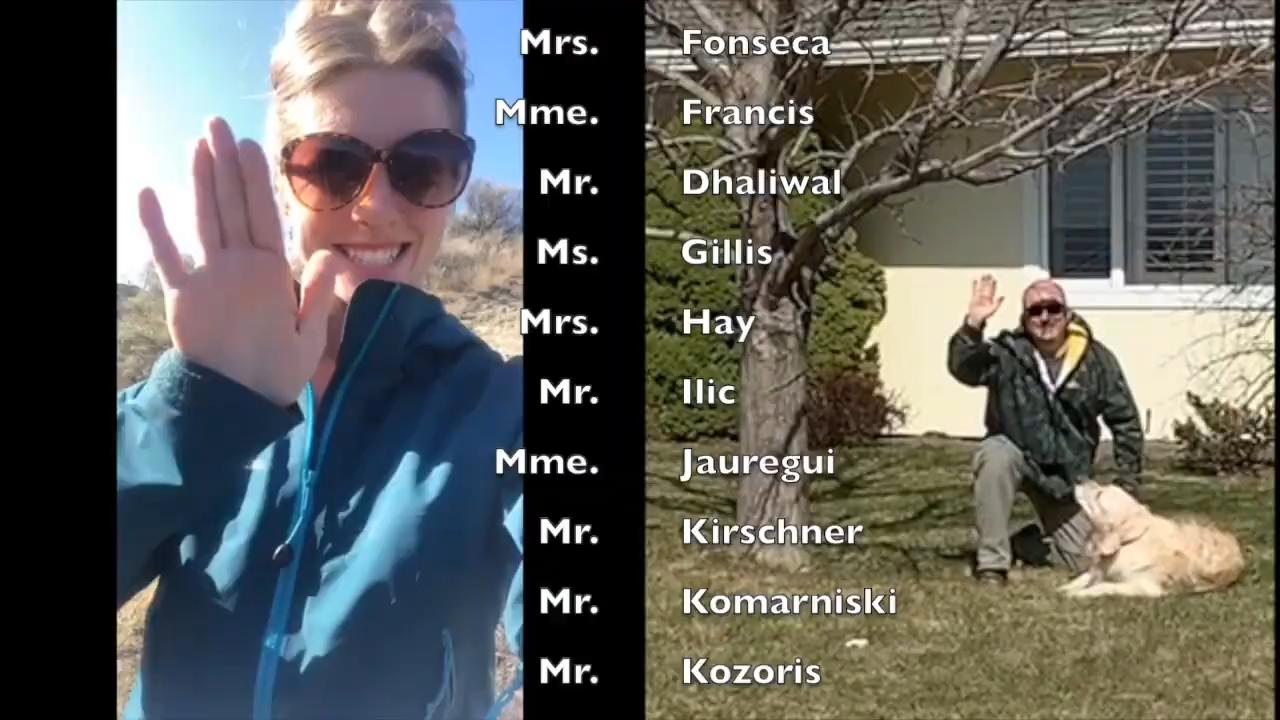 Mrs. Fonseca
Mme. Francis
Mr. Dhaliwal
Ms. Gillis
Mrs. Hay
Mr. Ilic
Mme. Jauregui
Mr. Kirschner
Mr. Komarniski
Mr. Kozoris